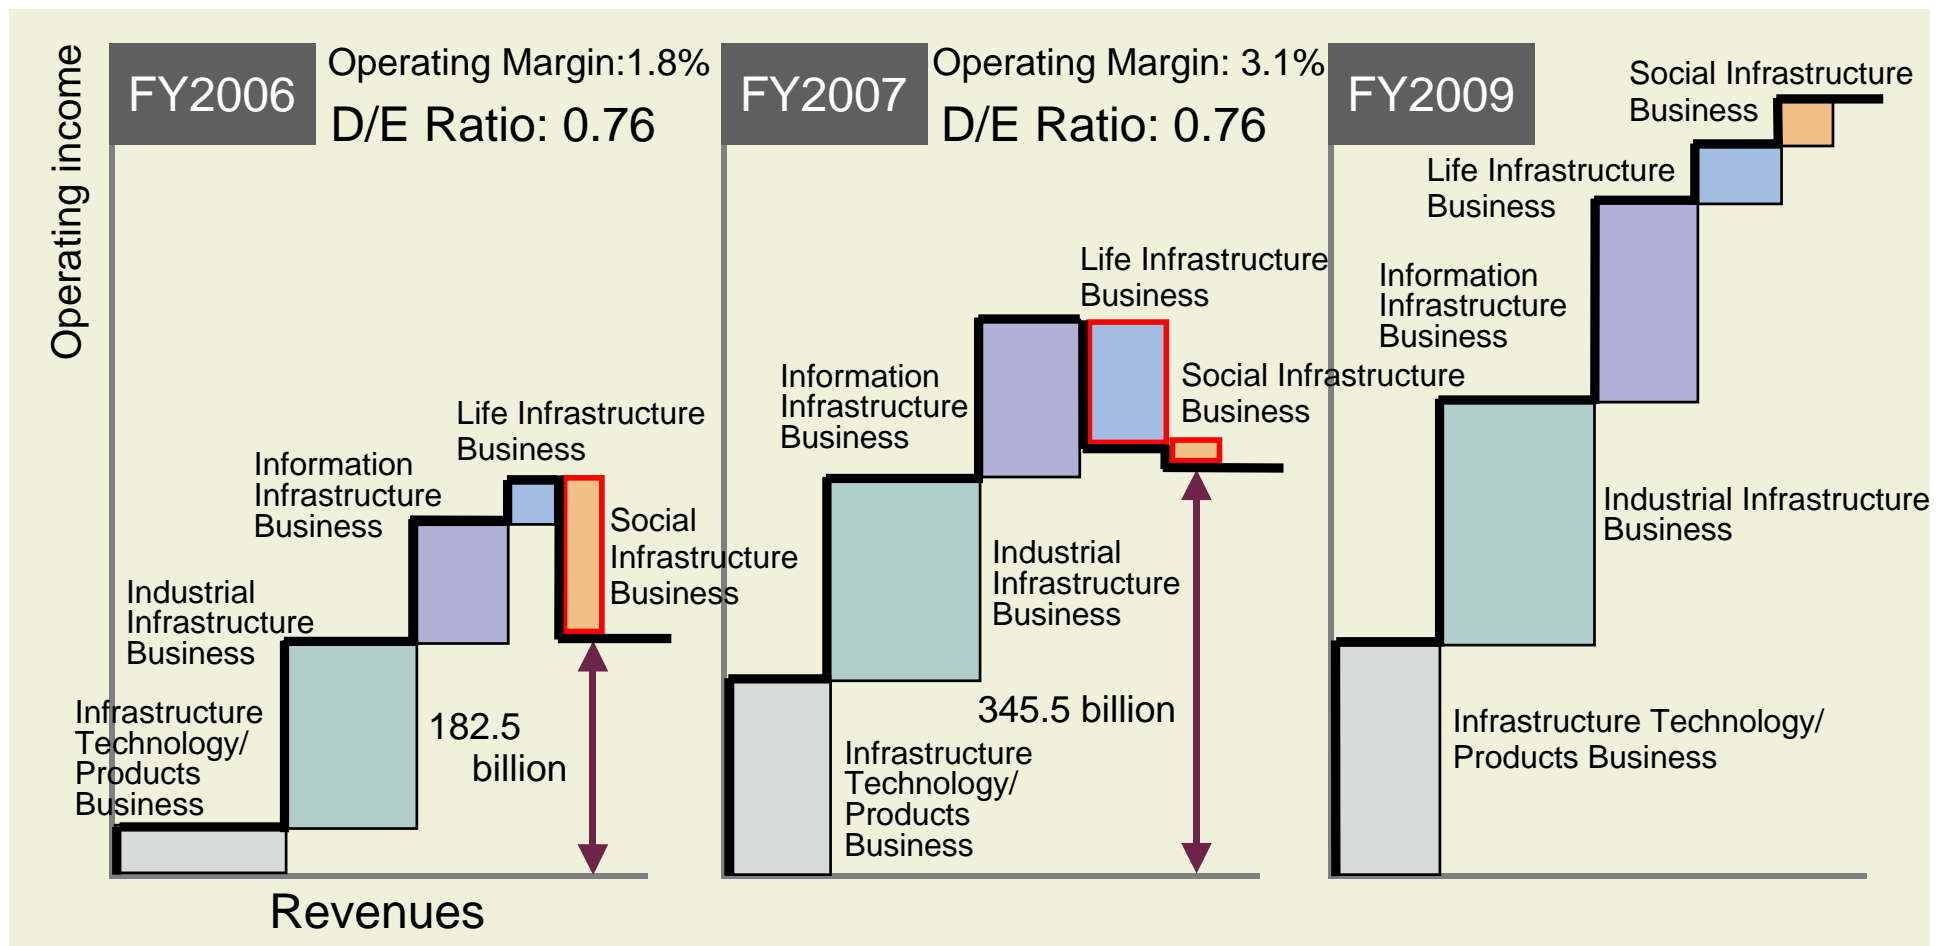 Operating income
FY2006
Operating Margin:1.8%
D/E Ratio: 0.76
Life Infrastructure
Business
Information
Infrastructure
Business
Social
Infrastructure
Business
Industrial
Infrastructure
Business
Infrastructure
Technology/
Products
Business
182.5
billion
Revenues
FY2007
Operating Margin: 3.1%
D/E Ratio: 0.76
Life Infrastructure
Business
Information
Infrastructure
Business
Social Infrastructure
Business
Industrial
Infrastructure
Business
345.5 billion
Infrastructure
Technology/
Products
Business
FY2009
Social Infrastructure
Business
Life Infrastructure
Business
Information
Infrastructure
Business
Industrial Infrastructure
Business
Infrastructure Technology/
Products Business